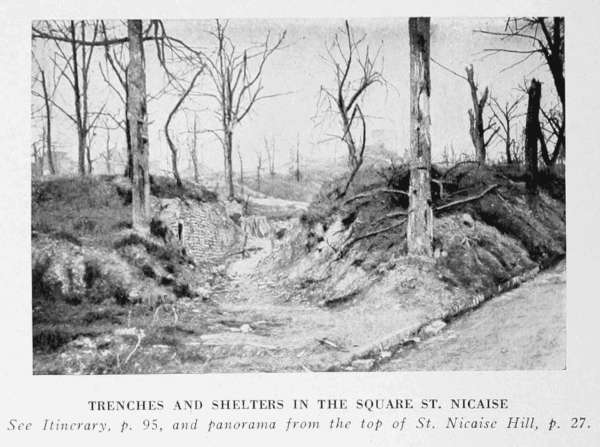 TRENCHES AND SHELTERS IN THE SQUARE ST. NICAISE
See Itinerary, p. 95, and panorama from the top of St. Nicaise Hill, p. 27.